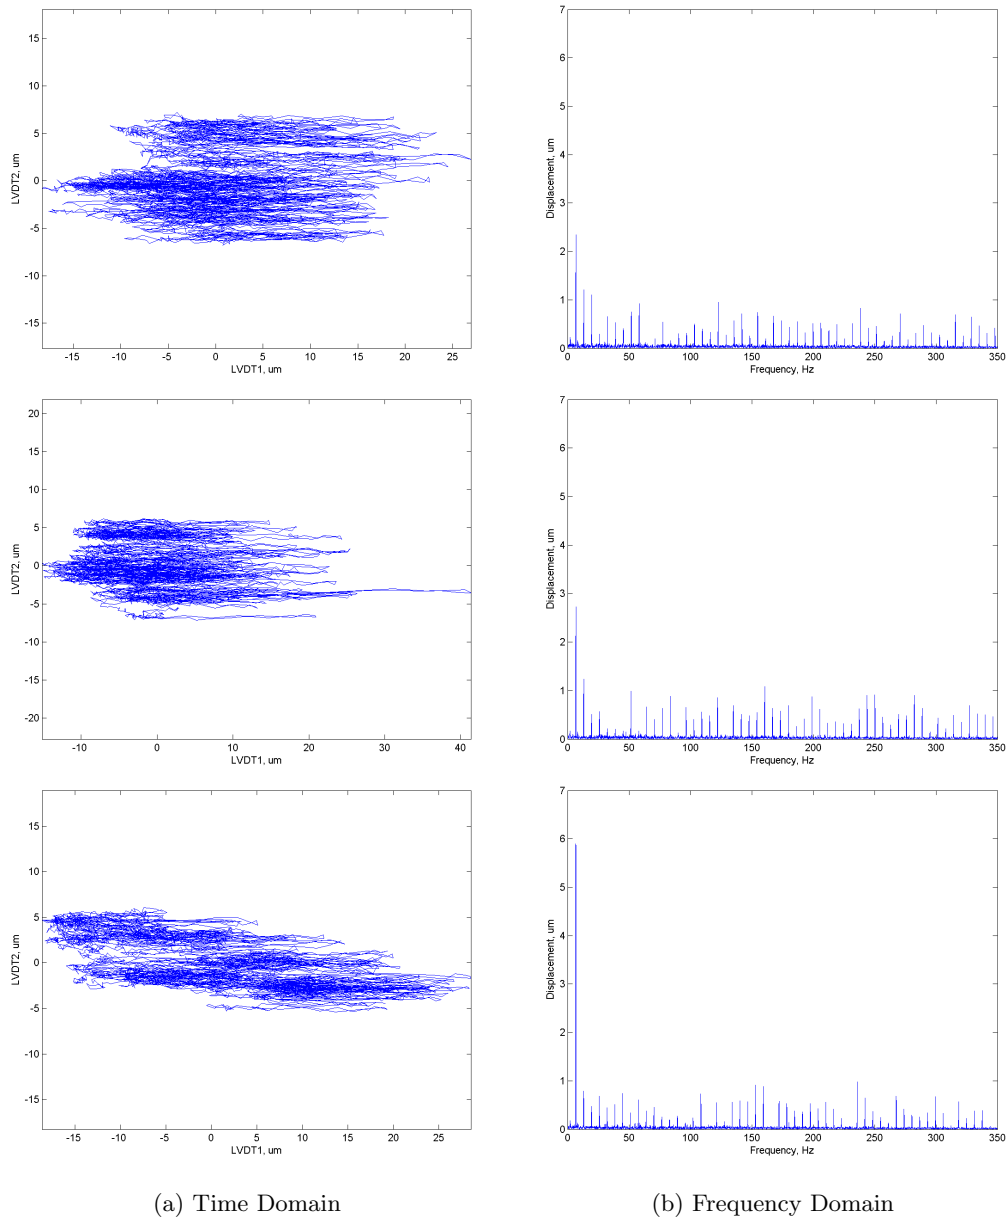 15
10
5
0
-5
-10
-15
LVDT2, um
-15 -10 -5 0 5 10 15 20 25
LVDT1, um
7
6
5
4
3
2
1
0
Displacement, um
0 50 100 150 200 250 300 350
Frequency, Hz
20
15
10
5
0
-5
-10
-15
-20
LVDT2, um
-10 0 10 20 30 40
LVDT1, um
7
6
5
4
3
2
1
0
Displacement, um
0 50 100 150 200 250 300 350
Frequency, Hz
15
10
5
0
-5
-10
-15
LVDT2, um
-15 -10 -5 0 5 10 15 20 25
LVDT1, um
7
6
5
4
3
2
1
0
Displacement, um
0 50 100 150 200 250 300 350
Frequency, Hz
(a) Time Domain
(b) Frequency Domain